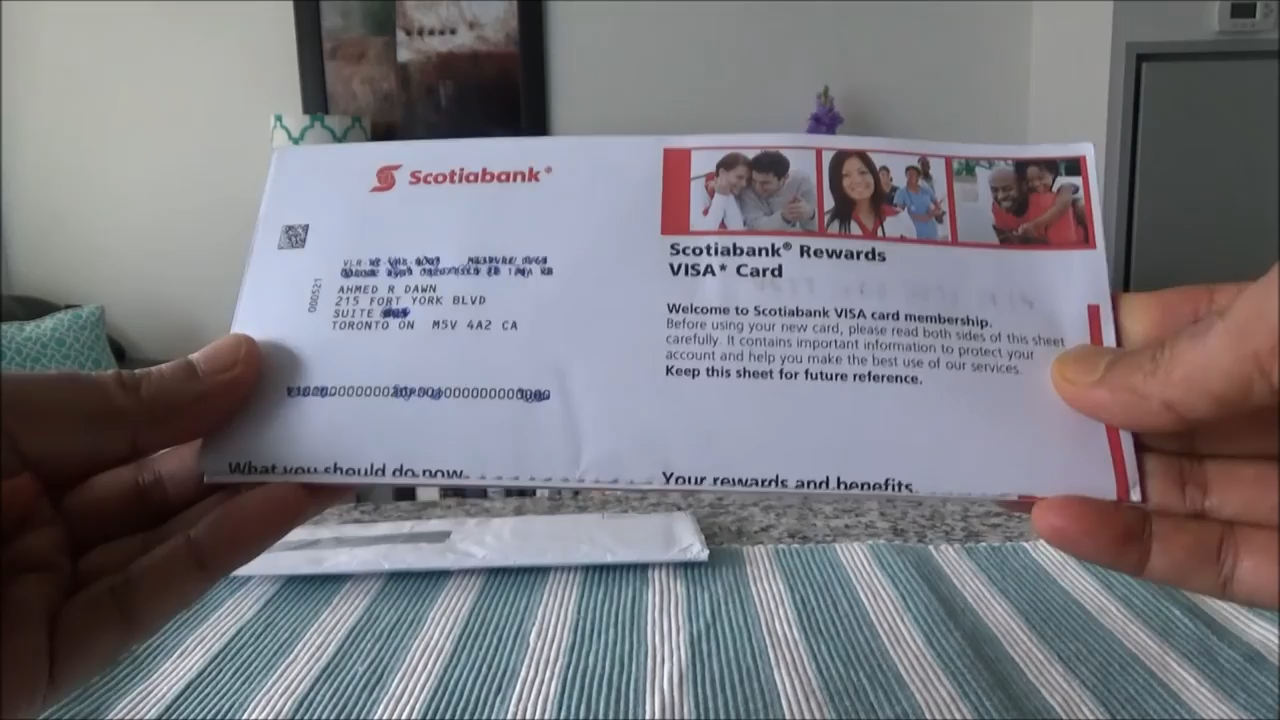 Scotiabank®
000521
AHMED R DAWN
215 FORT YORK BLVD
SUITE
TORONTO ON M5V 4A2 CA
What you should do now
Scotiabank® Rewards
VISA* Card
Welcome to Scotiabank VISA card membership.
Before using your new card, please read both sides of this sheet
carefully. It contains important information to protect your
account and help you make the best use of our services.
Keep this sheet for future reference.
Your rewards and benefits